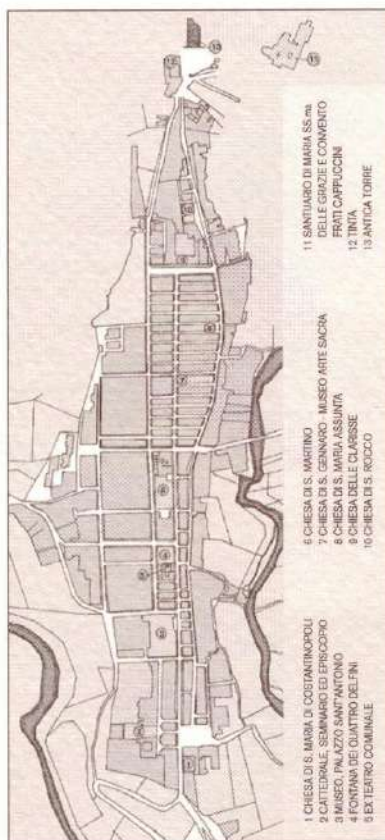 1 CHIESA DI S. MARIA DI COSTANTINOPOLI
2 CATTEDRALE, SEMINARIO ED EPISCOPIO
3 MUSEO, PALAZZO SANT'ANTONIO
4 FONTANA DEI QUATTRO DELFINI
5 EX TEATRO COMUNALE
6 CHIESA DI S. MARTINO
7 CHIESA DI S. GENNARO - MUSEO ARTE SACRA
8 CHIESA DI S. MARIA ASSUNTA
9 CHIESA DELLE CLARISSE
10 CHIESA DI S. ROCCO
11 SANTUARIO DI MARIA SS.ma
DELLE GRAZIE E CONVENTO
FRATI CAPPUCCINI
12 TINTA
13 ANTICA TORRE